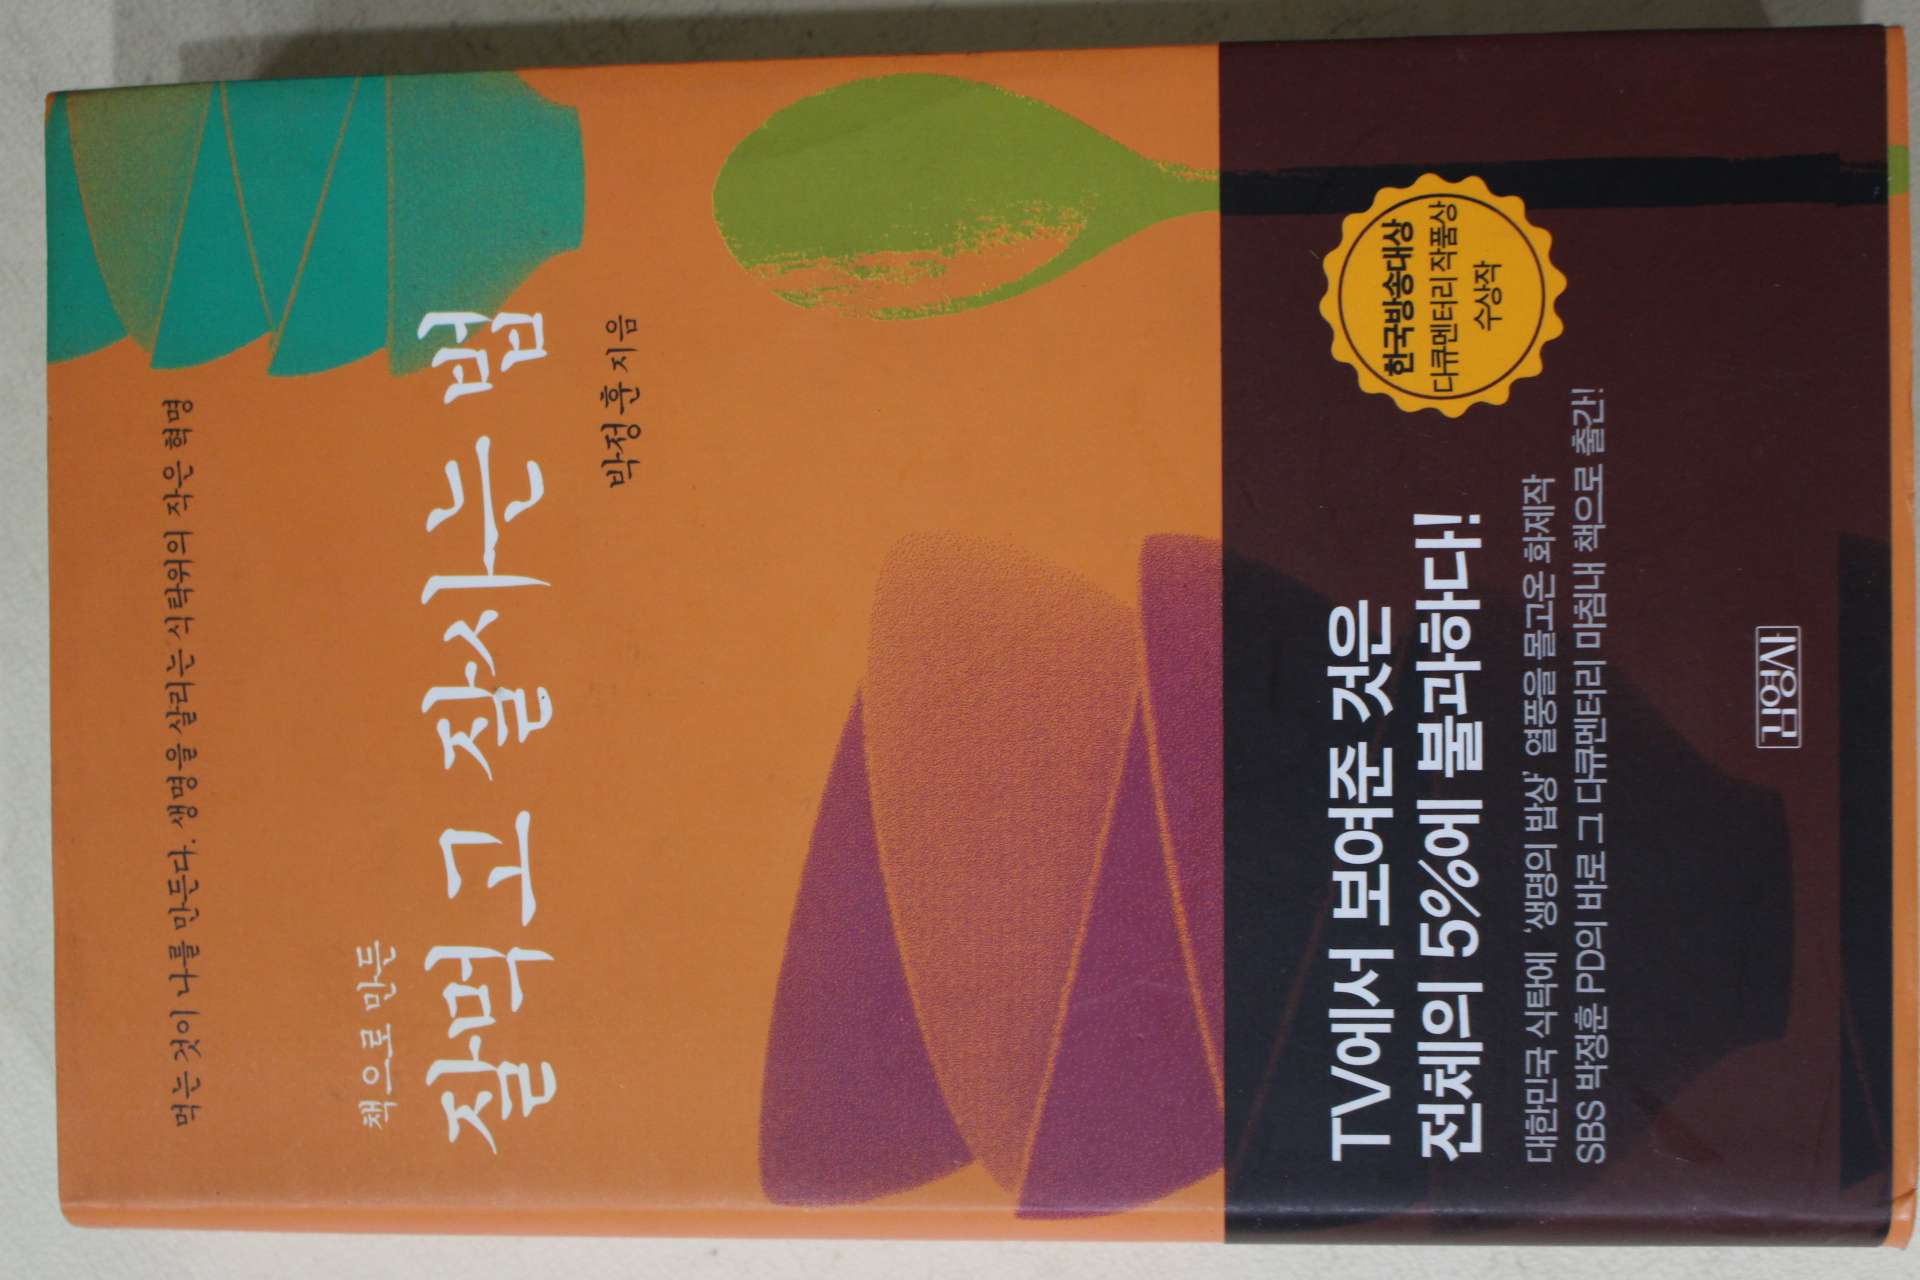 먹는 것이 나를 만든다. 생명을 살리는 식탁위의 작은 혁명
책으로 만든
잘먹고 잘사는 법
박정훈 지음
한국방송대상
다큐멘터리 작품상
수상작
TV에서 보여준 것은
전체의 5%에 불과하다!
대한민국 식탁에 '생명의 밥상' 열풍을 몰고온 화제작
SBS 박정훈 PD의 바로 그 다큐멘터리 마침내 책으로 출간!
김영사